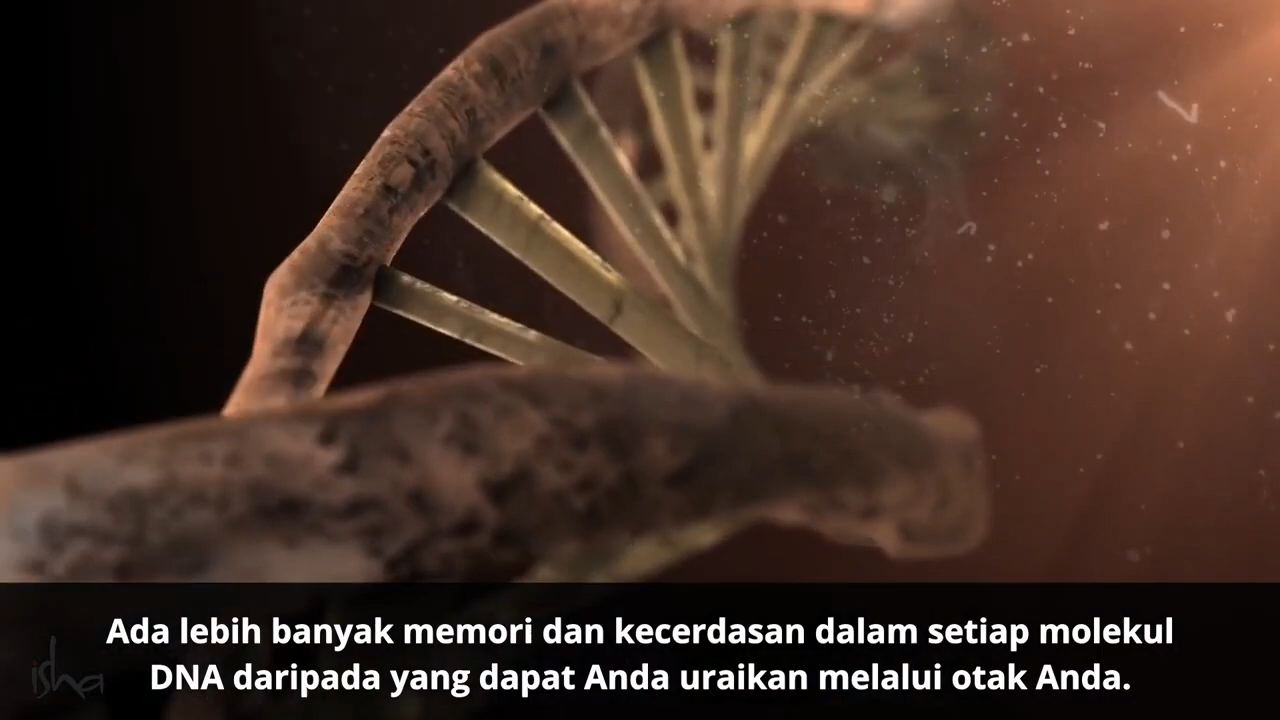 Ada lebih banyak memori dan kecerdasan dalam setiap molekul
DNA daripada yang dapat Anda uraikan melalui otak Anda.
isha